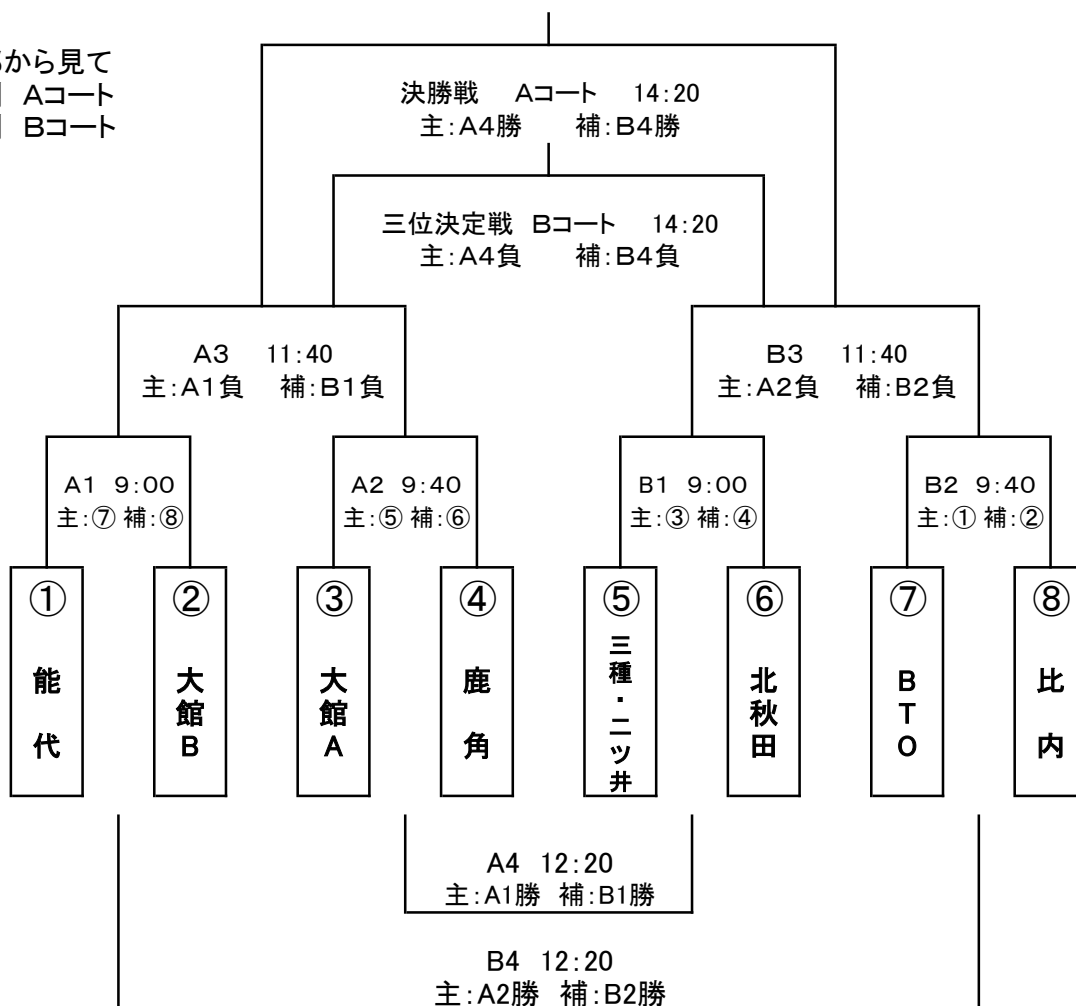 から見て
Aコート
Bコート
決勝戦 Aコート 14:20
主:A4勝 補:B4勝
三位決定戦 Bコート 14:20
主:A4負 補:B4負
A3 11:40
主:A1負 補:B1負
B3 11:40
主:A2負 補:B2負
A1 9:00
主:⑦ 補:⑧
A2 9:40
主:⑤ 補:⑥
B1 9:00
主:③ 補:④
B2 9:40
主:① 補:②
① 能代
② 大館B
③ 大館A
④ 鹿角
⑤ 三種・二ツ井
⑥ 北秋田
⑦ BTO
⑧ 比内
A4 12:20
主:A1勝 補:B1勝
B4 12:20
主:A2勝 補:B2勝